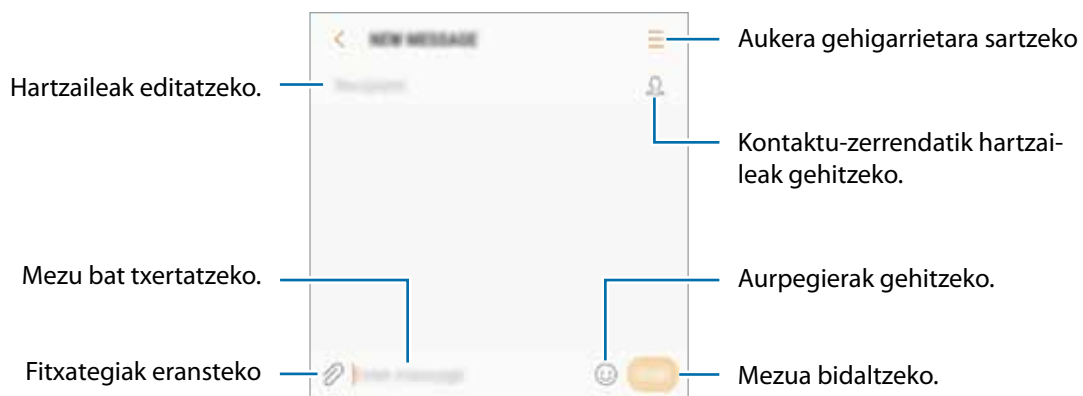 NEW MESSAGE
Aukera gehigarrietara sartzeko
Hartzaileak editatzeko.
Kontaktu-zerrendatik hartzai-
leak gehitzeko.
Mezu bat txertatzeko.
Aurpegierak gehitzeko.
Fitxategiak eransteko
Mezua bidaltzeko.